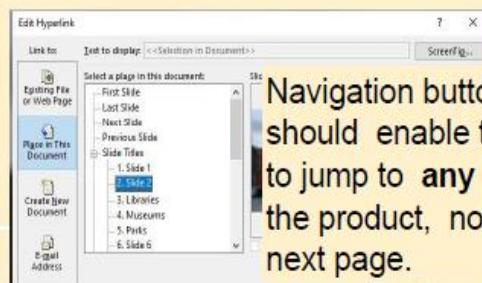 Edit Hyperlink ? ×
Link to: Text to display: <<Selection in Document>> ScreenTip...
Select a place in this document:
Existing File
or Web Page
Place in This
Document
Create New
Document
E-mail
Address
First Slide
Last Slide
Next Slide
Previous Slide
Slide Titles
1. Slide 1
2. Slide 2
3. Libraries
4. Museums
5. Parks
6. Slide 6
Navigation
should enable
to jump to any
the product,
next page.